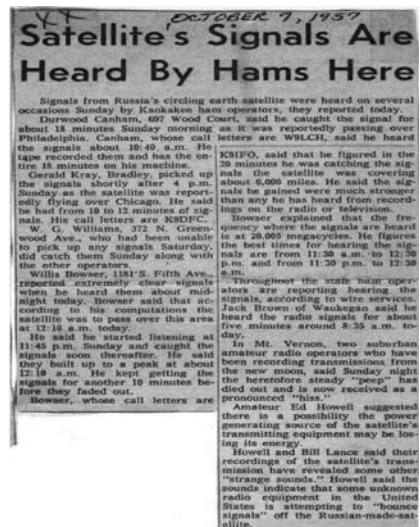 XX OCTOBER 7, 1957
Satellite's Signals Are
Heard By Hams Here
Signals from Russia's circling earth satellite were heard on several
occasions Sunday by Kankakee ham operators, they reported today.
Durwood Canham, 697 Wood Court, said he caught the signal for
about 18 minutes Sunday morning as it was reportedly passing over
Philadelphia. Canham, whose call letters are W9LCH, said he heard
the signals about 10:40 a.m. He
tape recorded them and has the en-
tire 18 minutes on his machine.
Gerald Kray, Bradley, picked up
the signals shortly after 4 p.m.
Sunday as the satellite was report-
edly flying over Chicago. He said
he had from 10 to 12 minutes of sig-
nals. His call letters are K9DFC.
W. G. Williams, 372 N. Green-
wood Ave., who had been unable
to pick up any signals Saturday,
did catch them Sunday along with
the other operators.
Willis Bowser, 1181 S. Fifth Ave.,
reported extremely clear signals
when he heard them about mid-
night today. Bowser said that ac-
cording to his computations the
satellite was to pass over this area
at 12:10 a.m. today.
He said he started listening at
11:45 p.m. Sunday and caught the
signals soon thereafter. He said
they built up to a peak at about
12:10 a.m. He kept getting the
signals for another 10 minutes be-
fore they faded out.
Bowser, whose call letters are
K9IFO, said that he figured in the
20 minutes he was catching the sig-
nals the satellite was covering
about 6,000 miles. He said the sig-
nals he gained were much stronger
than any he has heard from record-
ings on the radio or television.
Bowser explained that the fre-
quency where the signals are heard
is at 20.005 megacycles. He figures
the best times for hearing the sig-
nals are from 11:30 a.m. to 12:30
p.m. and from 11:30 p.m. to 12:30
a.m.
Throughout the state ham oper-
ators are reporting hearing the
signals, according to wire services.
Jack Brown of Waukegan said he
heard the radio signals for about
five minutes around 8:35 a.m. to-
day.
In Mt. Vernon, two suburban
amateur radio operators who have
been recording transmissions from
the new moon, said Sunday night
the heretofore steady "peep" has
died out and is now received as a
pronounced "hiss."
Amateur Ed Howell suggested
there is a possibility the power
generating source of the satellite's
transmitting equipment may be los-
ing its energy.
Howell and Bill Lance said their
recordings of the satellite's trans-
mission have revealed some other
"strange sounds." Howell said the
sounds indicate that some unknown
radio equipment in the United
States is attempting to "bounce
signals" off the Russian-made-sat-
ellite.